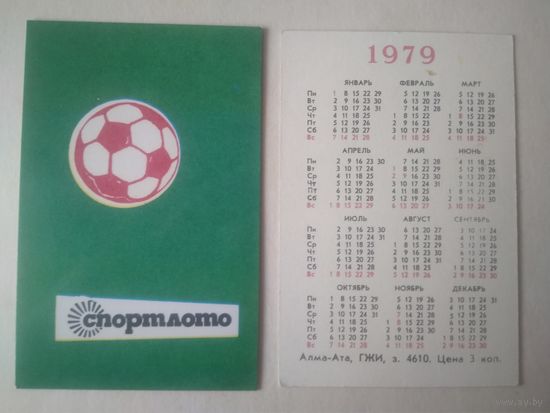 спортлото
1979
ЯНВАРЬ ФЕВРАЛЬ МАРТ
Пн 1 8 15 22 29 5 12 19 26 5 12 19 26
Вт 2 9 16 23 30 6 13 20 27 6 13 20 27
Ср 3 10 17 24 31 7 14 21 28 7 14 21 28
Чт 4 11 18 25 1 8 15 22 1 8 15 22 29
Пт 5 12 19 26 2 9 16 23 2 9 16 23 30
Сб 6 13 20 27 3 10 17 24 3 10 17 24 31
Вс 7 14 21 28 4 11 18 25 4 11 18 25
АПРЕЛЬ МАЙ ИЮНЬ
Пн 2 9 16 23 30 7 14 21 28 4 11 18 25
Вт 3 10 17 24 1 8 15 22 29 5 12 19 26
Ср 4 11 18 25 2 9 16 23 30 6 13 20 27
Чт 5 12 19 26 3 10 17 24 31 7 14 21 28
Пт 6 13 20 27 4 11 18 25 1 8 15 22 29
Сб 7 14 21 28 5 12 19 26 2 9 16 23 30
Вс 1 8 15 22 29 6 13 20 27 3 10 17 24
ИЮЛЬ АВГУСТ СЕНТЯБРЬ
Пн 2 9 16 23 30 6 13 20 27 3 10 17 24
Вт 3 10 17 24 31 7 14 21 28 4 11 18 25
Ср 4 11 18 25 1 8 15 22 29 5 12 19 26
Чт 5 12 19 26 2 9 16 23 30 6 13 20 27
Пт 6 13 20 27 3 10 17 24 31 7 14 21 28
Сб 7 14 21 28 4 11 18 25 1 8 15 22 29
Вс 1 8 15 22 29 5 12 19 26 2 9 16 23 30
ОКТЯБРЬ НОЯБРЬ ДЕКАБРЬ
Пн 1 8 15 22 29 5 12 19 26 3 10 17 24 31
Вт 2 9 16 23 30 6 13 20 27 4 11 18 25
Ср 3 10 17 24 31 7 14 21 28 5 12 19 26
Чт 4 11 18 25 1 8 15 22 29 6 13 20 27
Пт 5 12 19 26 2 9 16 23 30 7 14 21 28
Сб 6 13 20 27 3 10 17 24 1 8 15 22 29
Вс 7 14 21 28 4 11 18 25 2 9 16 23 30
Алма-Ата, ГЖИ, з. 4610. Цена 3 коп.
ay.by